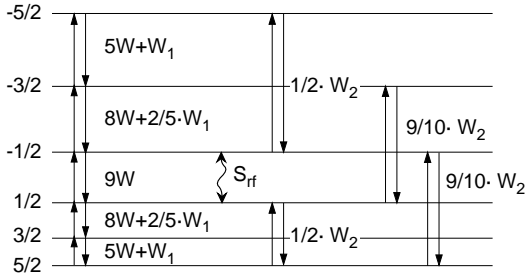 -5/2
5W+W₁
-3/2
1/2· W₂
8W+2/5·W₁
9/10· W₂
-1/2
9W
S_rf
9/10· W₂
1/2
8W+2/5·W₁
3/2
1/2· W₂
5W+W₁
5/2